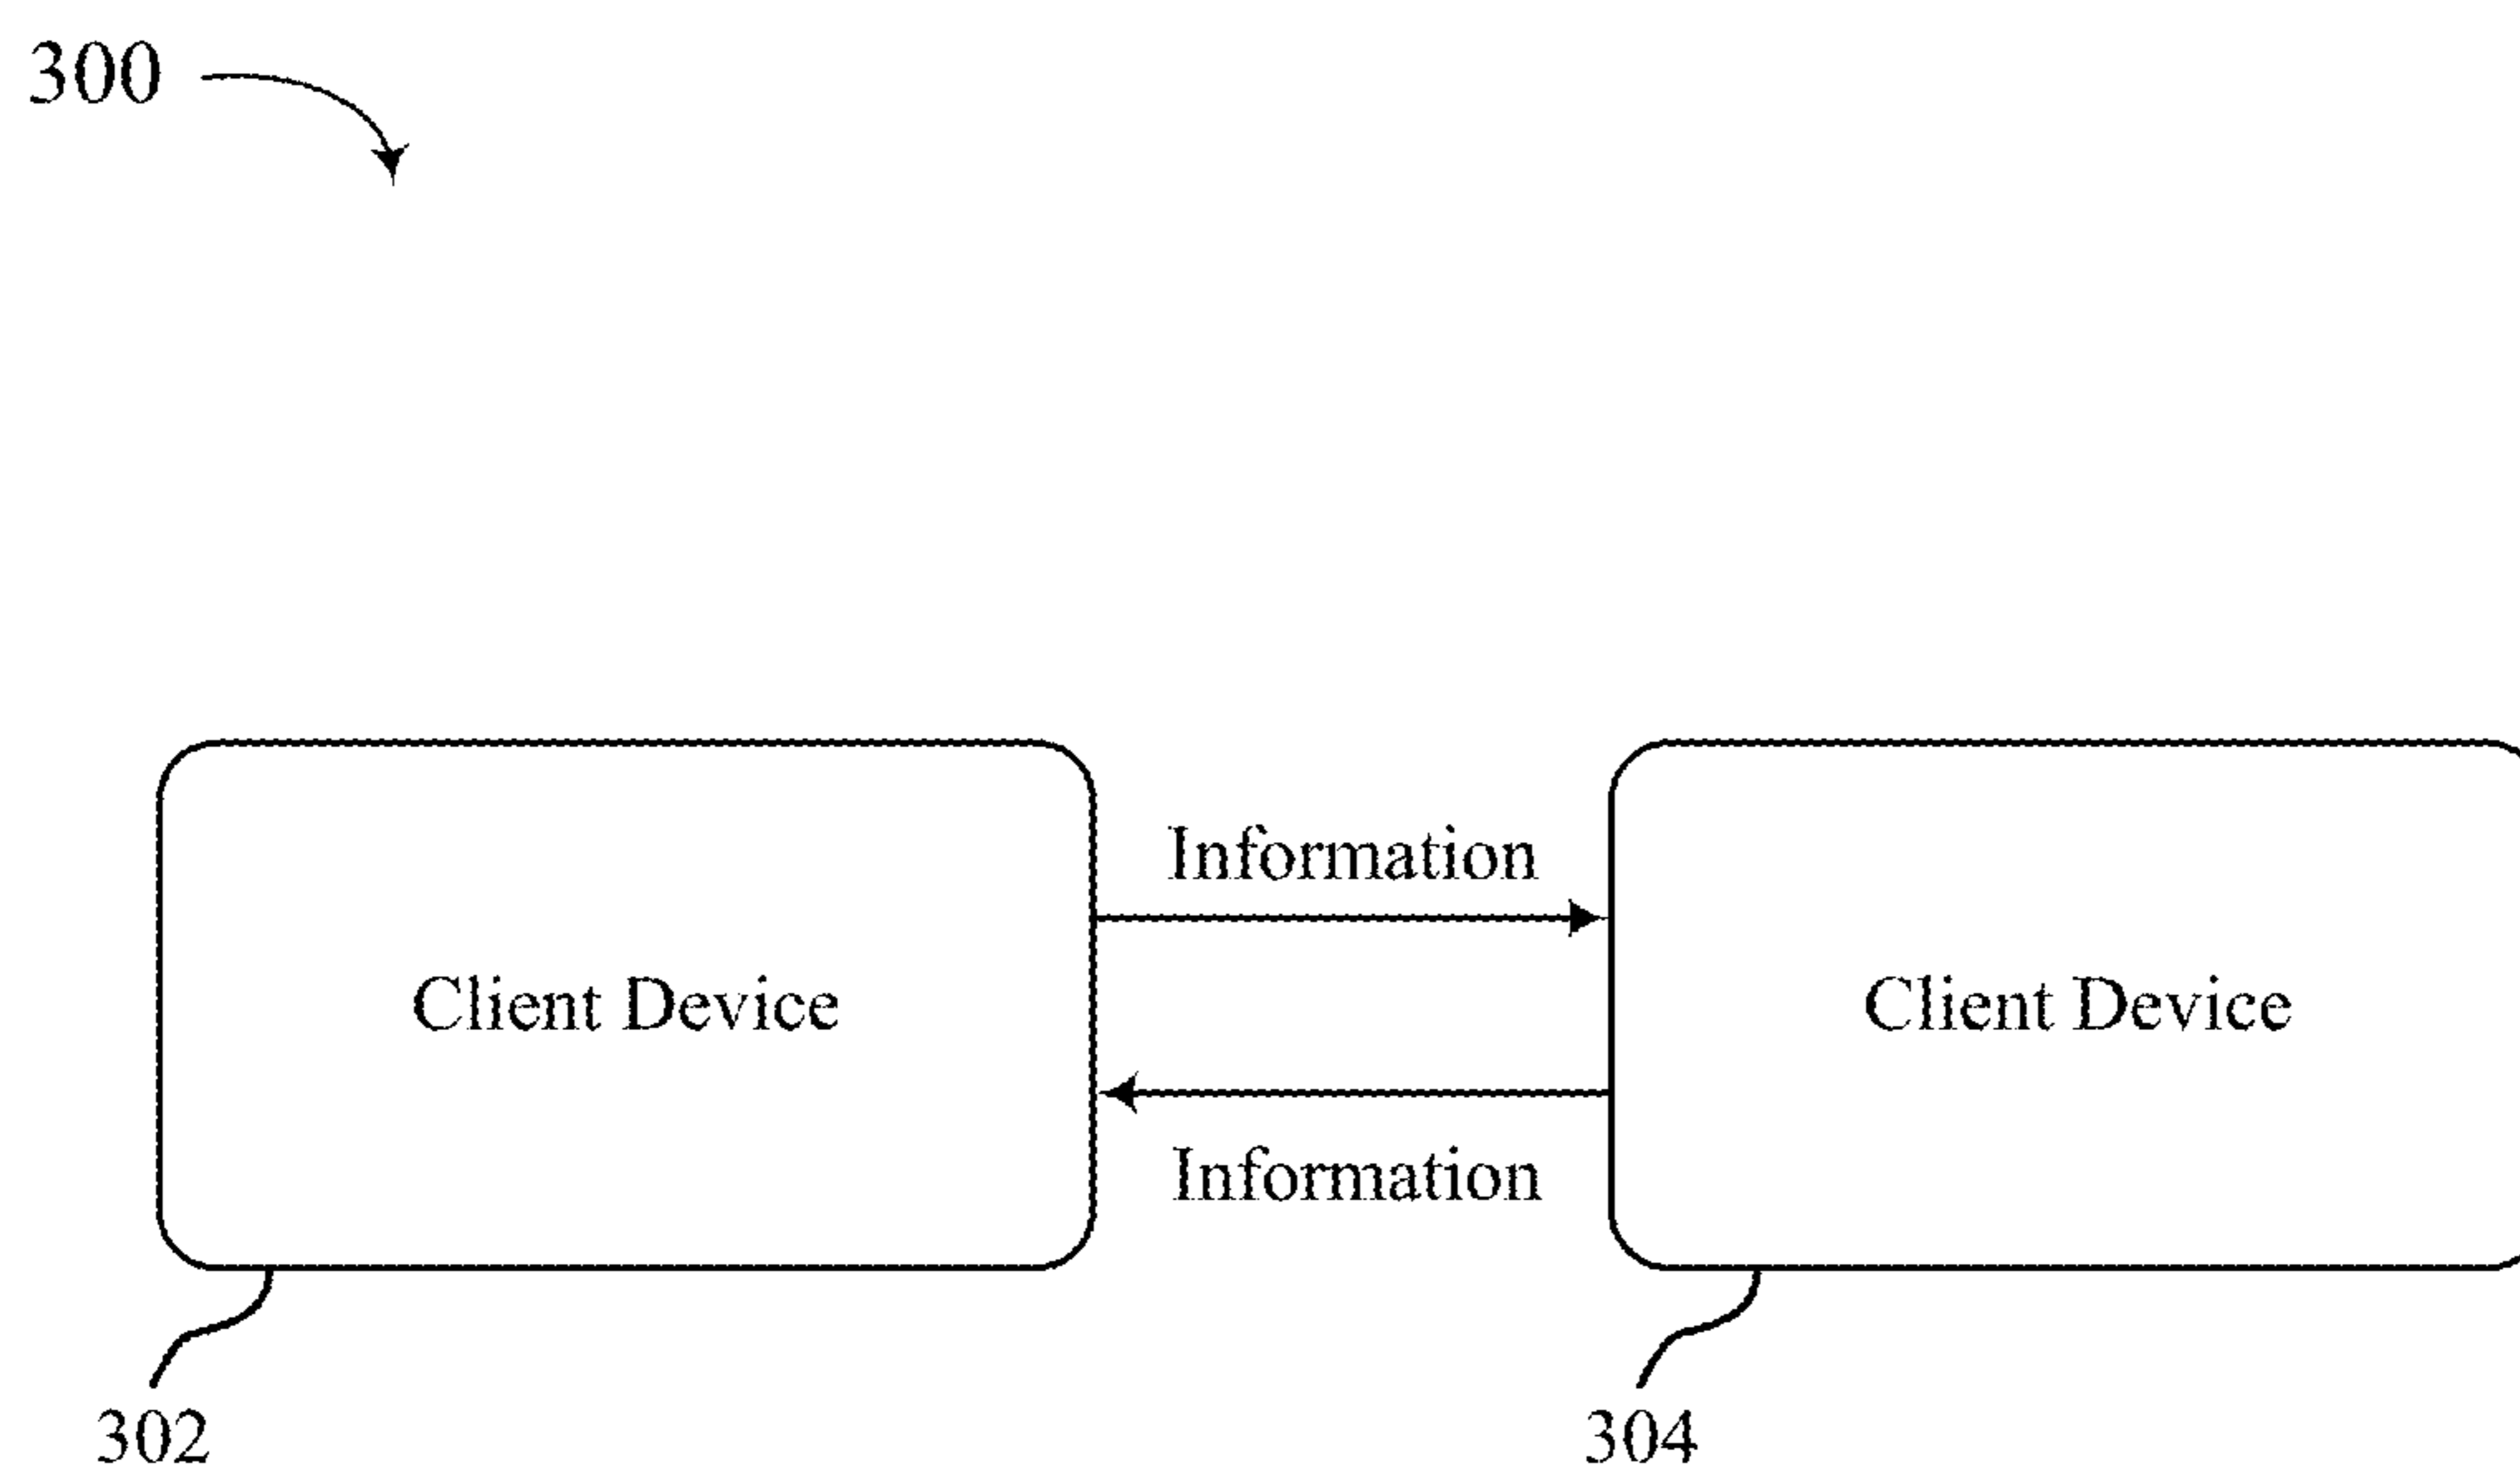 300
Information
Client Device
Client Device
Information
302
304